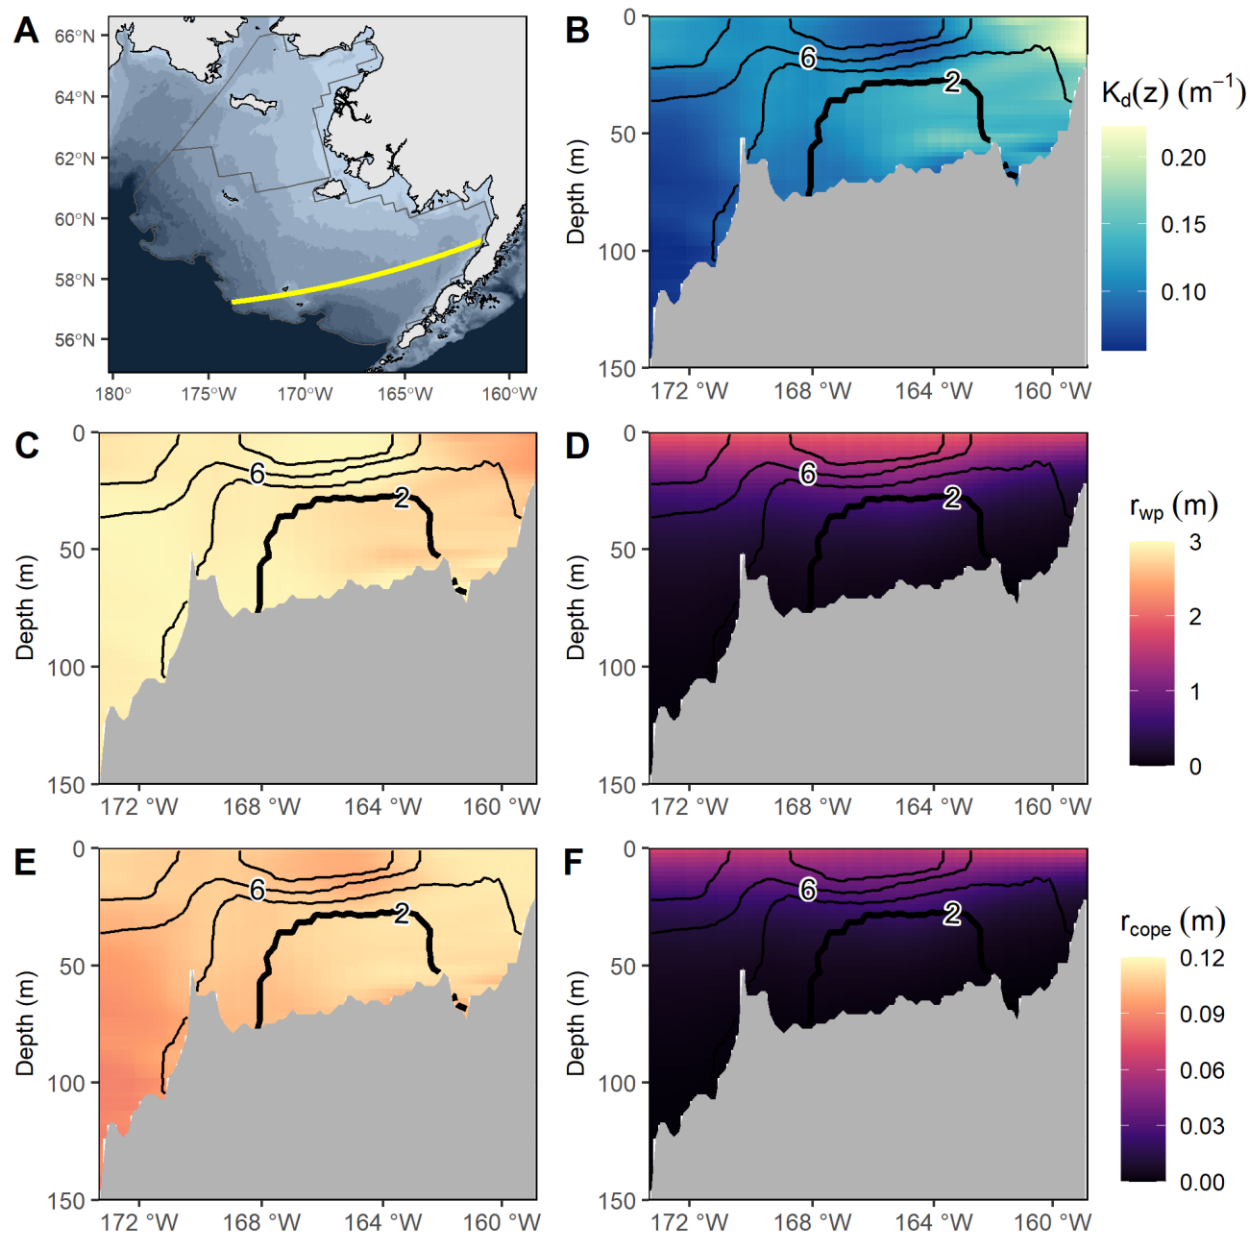 A
66°N
64°N
62°N
60°N
58°N
56°N
180°
175°W
170°W
165°W
160°W
B
0
50
100
150
Depth (m)
6
2
172 °W
168 °W
164 °W
160 °W
Kd(z) (m−1)
0.20
0.15
0.10
C
0
50
100
150
Depth (m)
6
2
172 °W
168 °W
164 °W
160 °W
D
0
50
100
150
Depth (m)
6
2
172 °W
168 °W
164 °W
160 °W
rwp (m)
3
2
1
0
E
0
50
100
150
Depth (m)
6
2
172 °W
168 °W
164 °W
160 °W
F
0
50
100
150
Depth (m)
6
2
172 °W
168 °W
164 °W
160 °W
rcope (m)
0.12
0.09
0.06
0.03
0.00